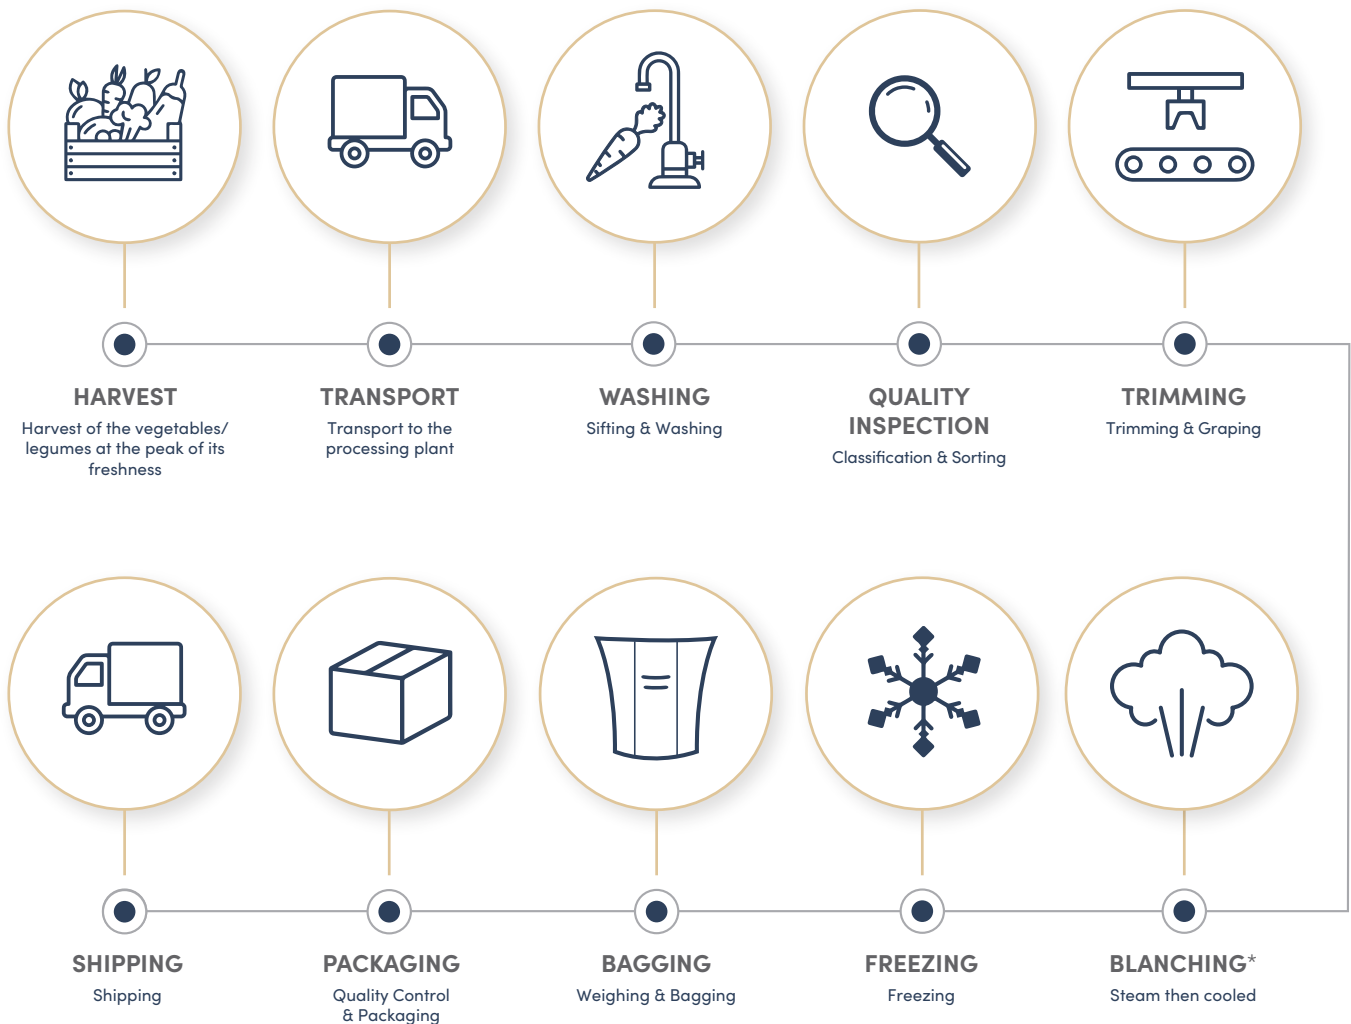 HARVEST
Harvest of the vegetables/
legumes at the peak of its
freshness
TRANSPORT
Transport to the
processing plant
WASHING
Sifting & Washing
QUALITY
INSPECTION
Classification & Sorting
TRIMMING
Trimming & Graping
SHIPPING
Shipping
PACKAGING
Quality Control
& Packaging
BAGGING
Weighing & Bagging
FREEZING
Freezing
BLANCHING*
Steam then cooled